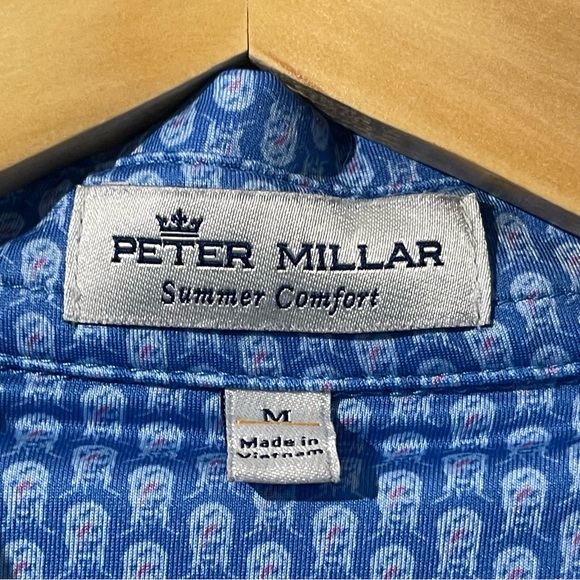 PETER MILLAR
Summer Comfort
M
Made in
Vietnam